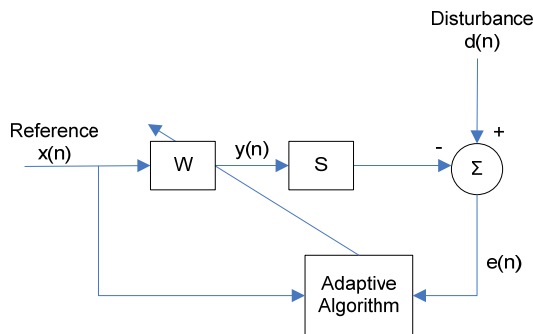 Disturbance
d(n)
+
Reference
x(n)
W
y(n)
S
-
Σ
e(n)
Adaptive
Algorithm